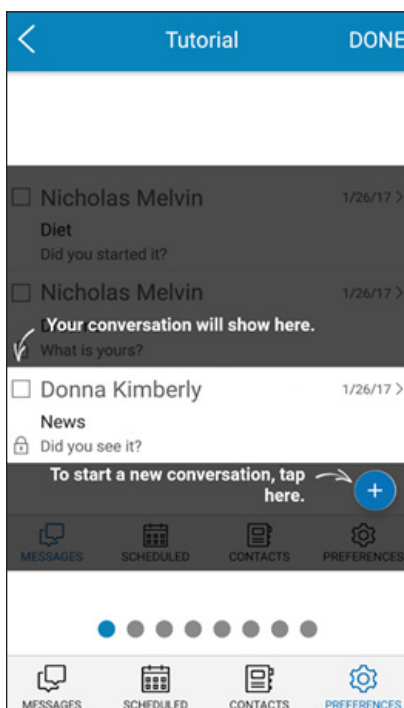 Tutorial DONE
Nicholas Melvin 1/26/17
Diet
Did you started it?
Nicholas Melvin 1/26/17
Your conversation will show here.
What is yours?
Donna Kimberly 1/26/17
News
Did you see it?
To start a new conversation, tap
here.
MESSAGES SCHEDULED CONTACTS PREFERENCES
MESSAGES SCHEDULED CONTACTS PREFERENCES